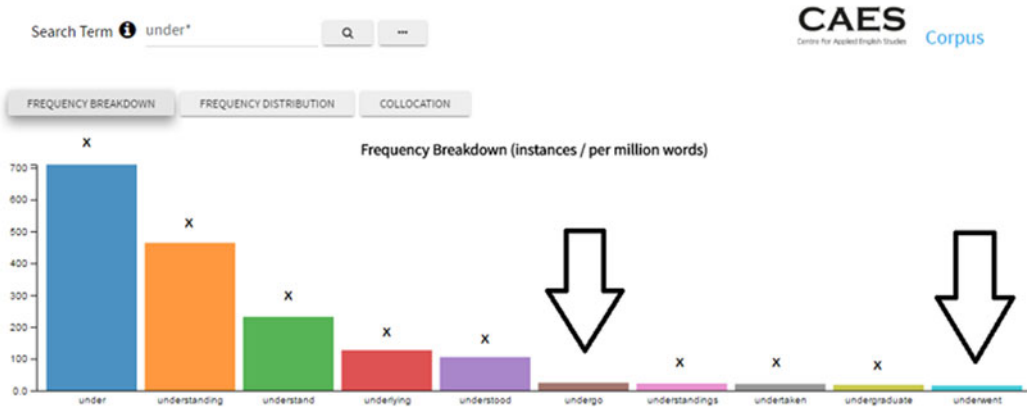 CAES
Search Term under* ...
Centre for Applied English Studies Corpus
FREQUENCY BREAKDOWN FREQUENCY DISTRIBUTION COLLOCATION
Frequency Breakdown (instances / per million words)
X X X X X X X X
700
600
500
400
300
200
100
0.0
under understanding understand underlying understood undergo understandings undertaken undergraduate underwent